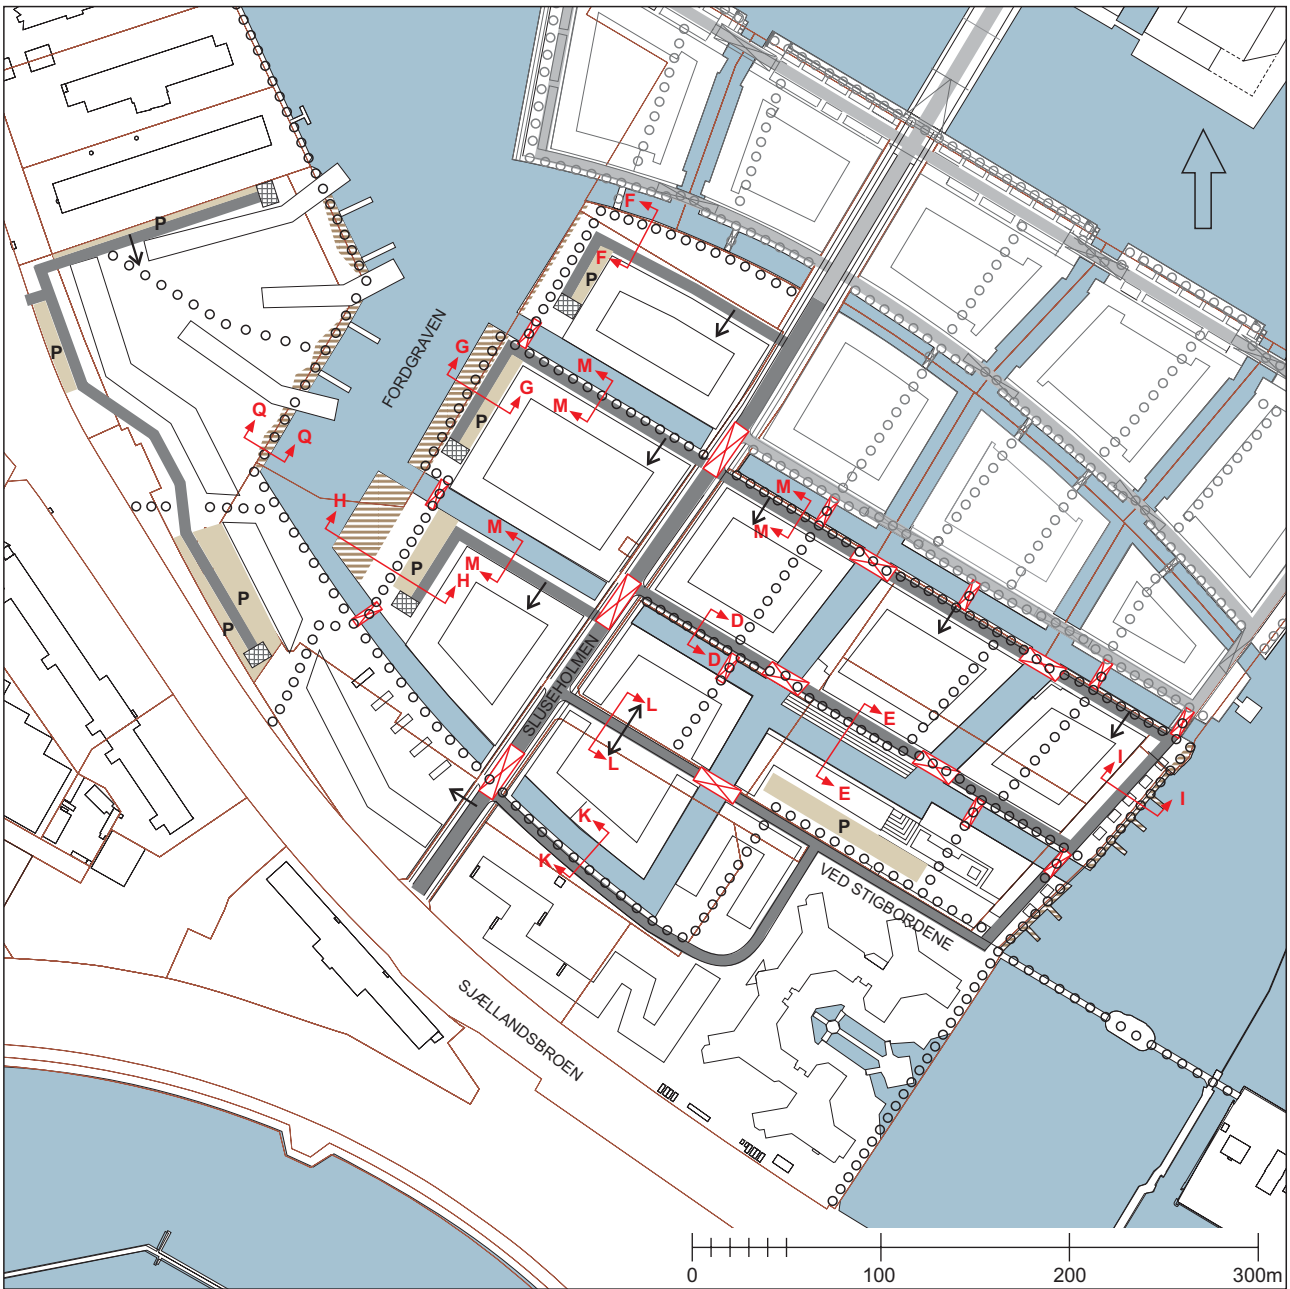 F
P
F
P
FORDGRAVEN
P
G
M
G
M
Q
Q
P
H
M
M
M
M
P
H
P
P
D
D
SLUSEHOLMEN
L
L
E
E
I
I
K
K
P
VED STIGBORDENE
SJÆLLANDSBROEN
0
100
200
300m